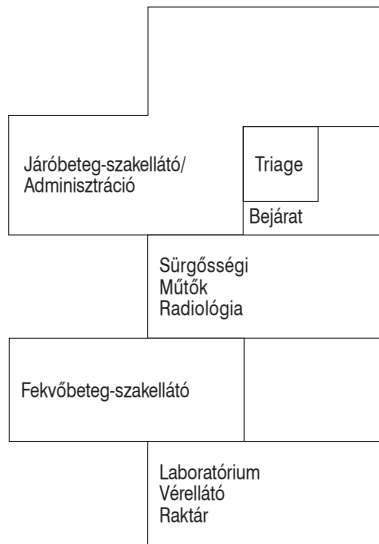 Járóbeteg-szakellátó/
Adminisztráció
Triage
Bejárat
Sürgősségi
Műtők
Radiológia
Fekvőbeteg-szakellátó
Laboratórium
Vérellátó
Raktár